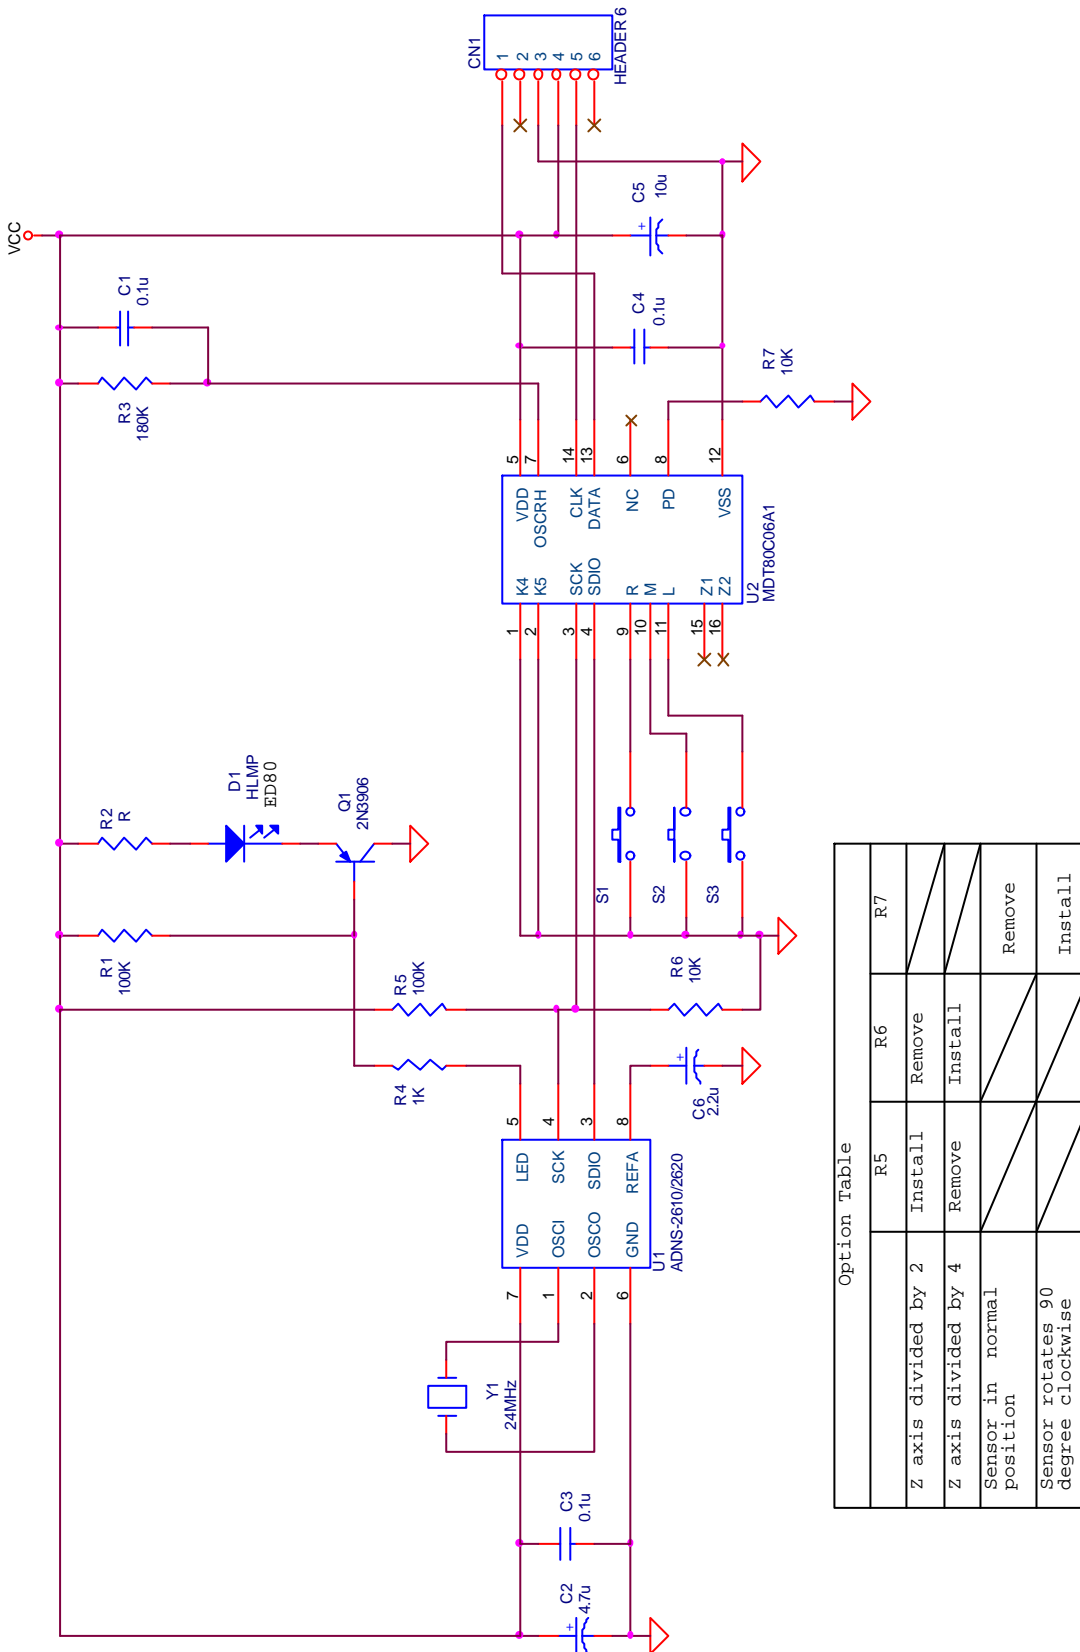 VCC
CN1
1
2
3
4
5
6
HEADER 6
C1
0.1u
R3
180K
C5
10u
+
C4
0.1u
R7
10K
5
7
14
13
6
8
12
VDD
OSCRH
CLK
DATA
NC
PD
VSS
K4
K5
SCK
SDIO
R
M
L
Z1
Z2
U2
MDT80C06A1
1
2
3
4
9
10
11
15
16
R2
R
D1
HLMP
ED80
Q1
2N3906
R1
100K
S1
S2
S3
R5
100K
R6
10K
R4
1K
C6
2.2u
+
5
4
3
8
LED
SCK
SDIO
REFA
VDD
OSCI
OSCO
GND
U1
ADNS-2610/2620
7
1
2
6
Y1
24MHz
C3
0.1u
C2
4.7u
+
Option Table
R5 R6 R7
Z axis divided by 2 Install Remove
Z axis divided by 4 Remove Install
Sensor in normal
position Remove
Sensor rotates 90
degree clockwise Install